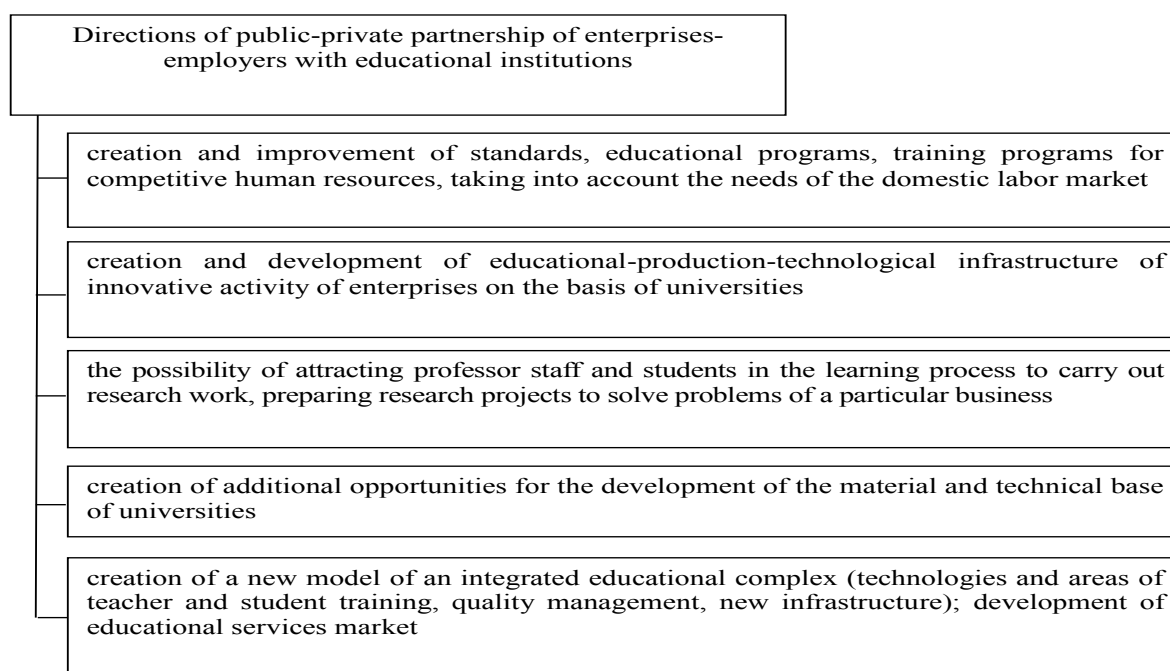 Directions of public-private partnership of enterprises-
employers with educational institutions
creation and improvement of standards, educational programs, training programs for
competitive human resources, taking into account the needs of the domestic labor market
creation and development of educational-production-technological infrastructure of
innovative activity of enterprises on the basis of universities
the possibility of attracting professor staff and students in the learning process to carry out
research work, preparing research projects to solve problems of a particular business
creation of additional opportunities for the development of the material and technical base
of universities
creation of a new model of an integrated educational complex (technologies and areas of
teacher and student training, quality management, new infrastructure); development of
educational services market